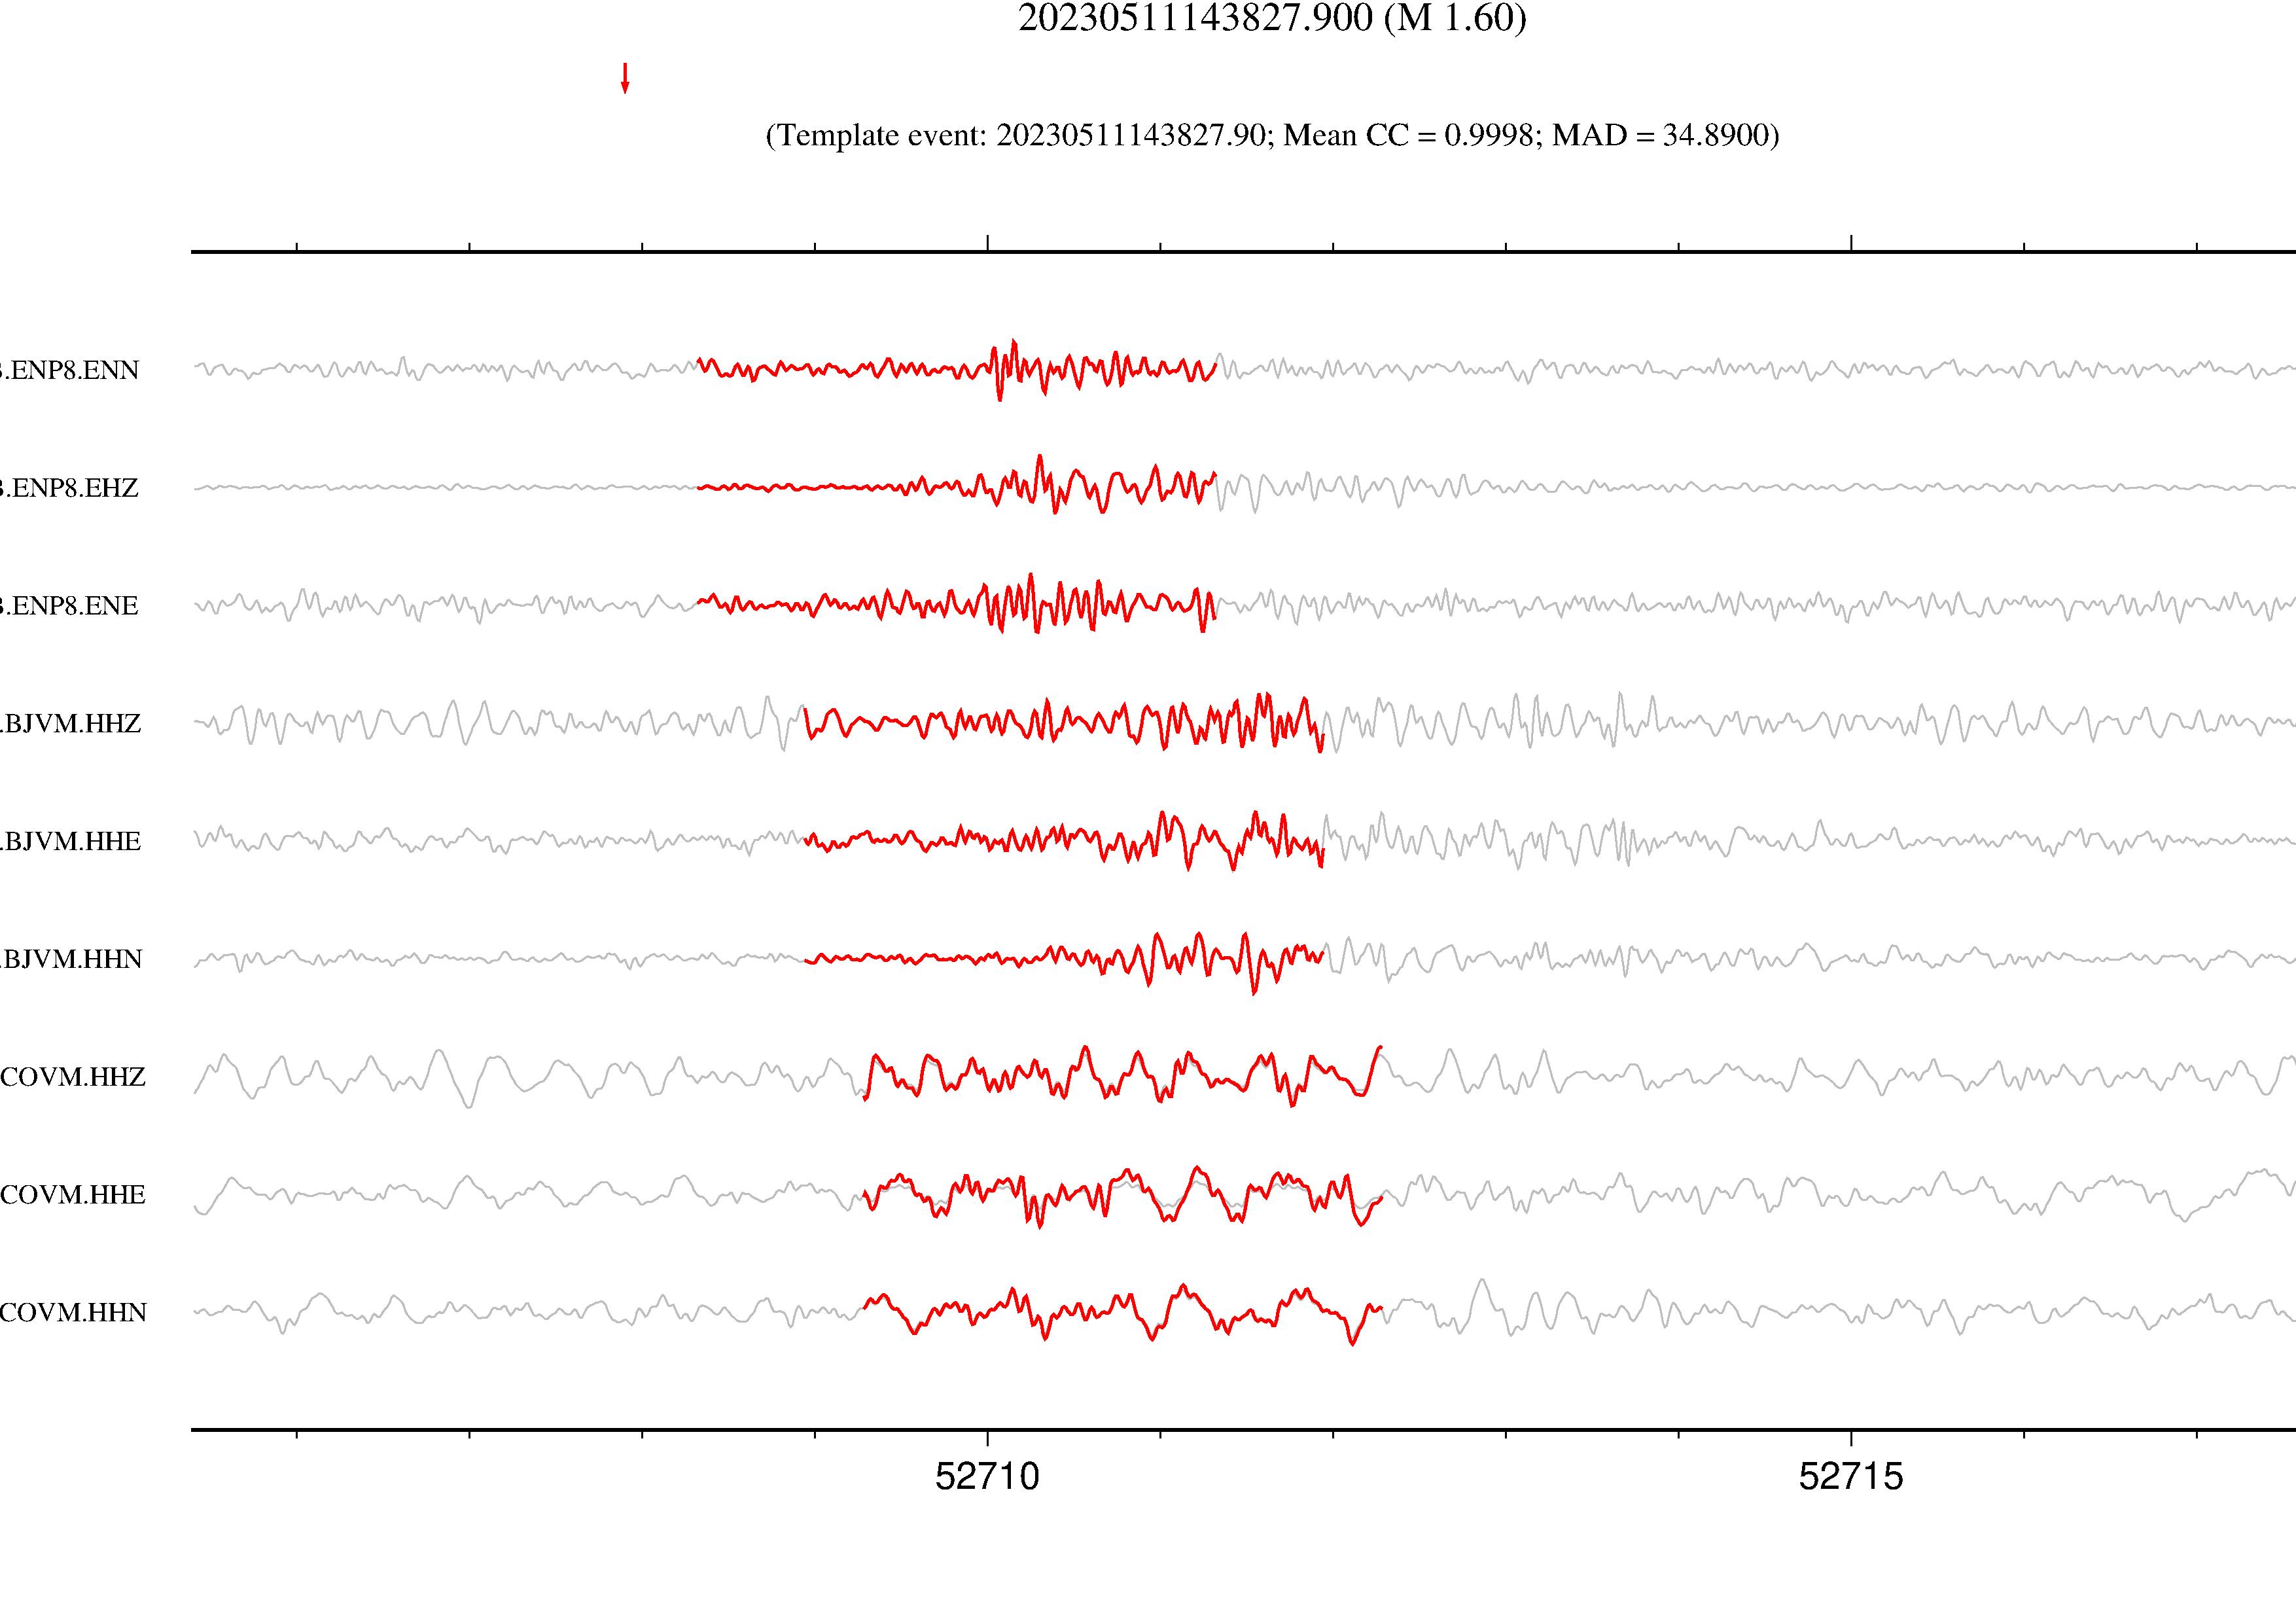 20230511143827.900 (M 1.60)
(Template event: 20230511143827.90; Mean CC = 0.9998; MAD = 34.8900)
.ENP8.ENN
.ENP8.EHZ
.ENP8.ENE
.BJVM.HHZ
.BJVM.HHE
.BJVM.HHN
COVM.HHZ
COVM.HHE
COVM.HHN
52710 52715